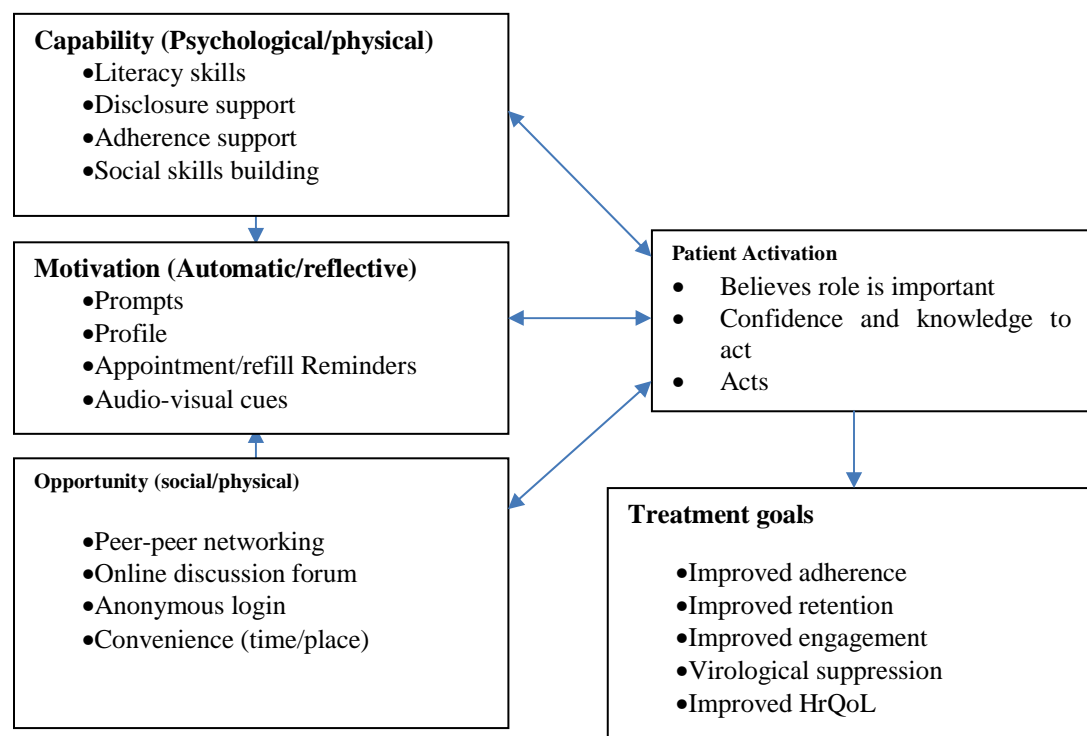 Capability (Psychological/physical)
•Literacy skills
•Disclosure support
•Adherence support
•Social skills building
Motivation (Automatic/reflective)
•Prompts
•Profile
•Appointment/refill Reminders
•Audio-visual cues
Opportunity (social/physical)
•Peer-peer networking
•Online discussion forum
•Anonymous login
•Convenience (time/place)
Patient Activation
• Believes role is important
• Confidence and knowledge to
act
• Acts
Treatment goals
•Improved adherence
•Improved retention
•Improved engagement
•Virological suppression
•Improved HrQoL